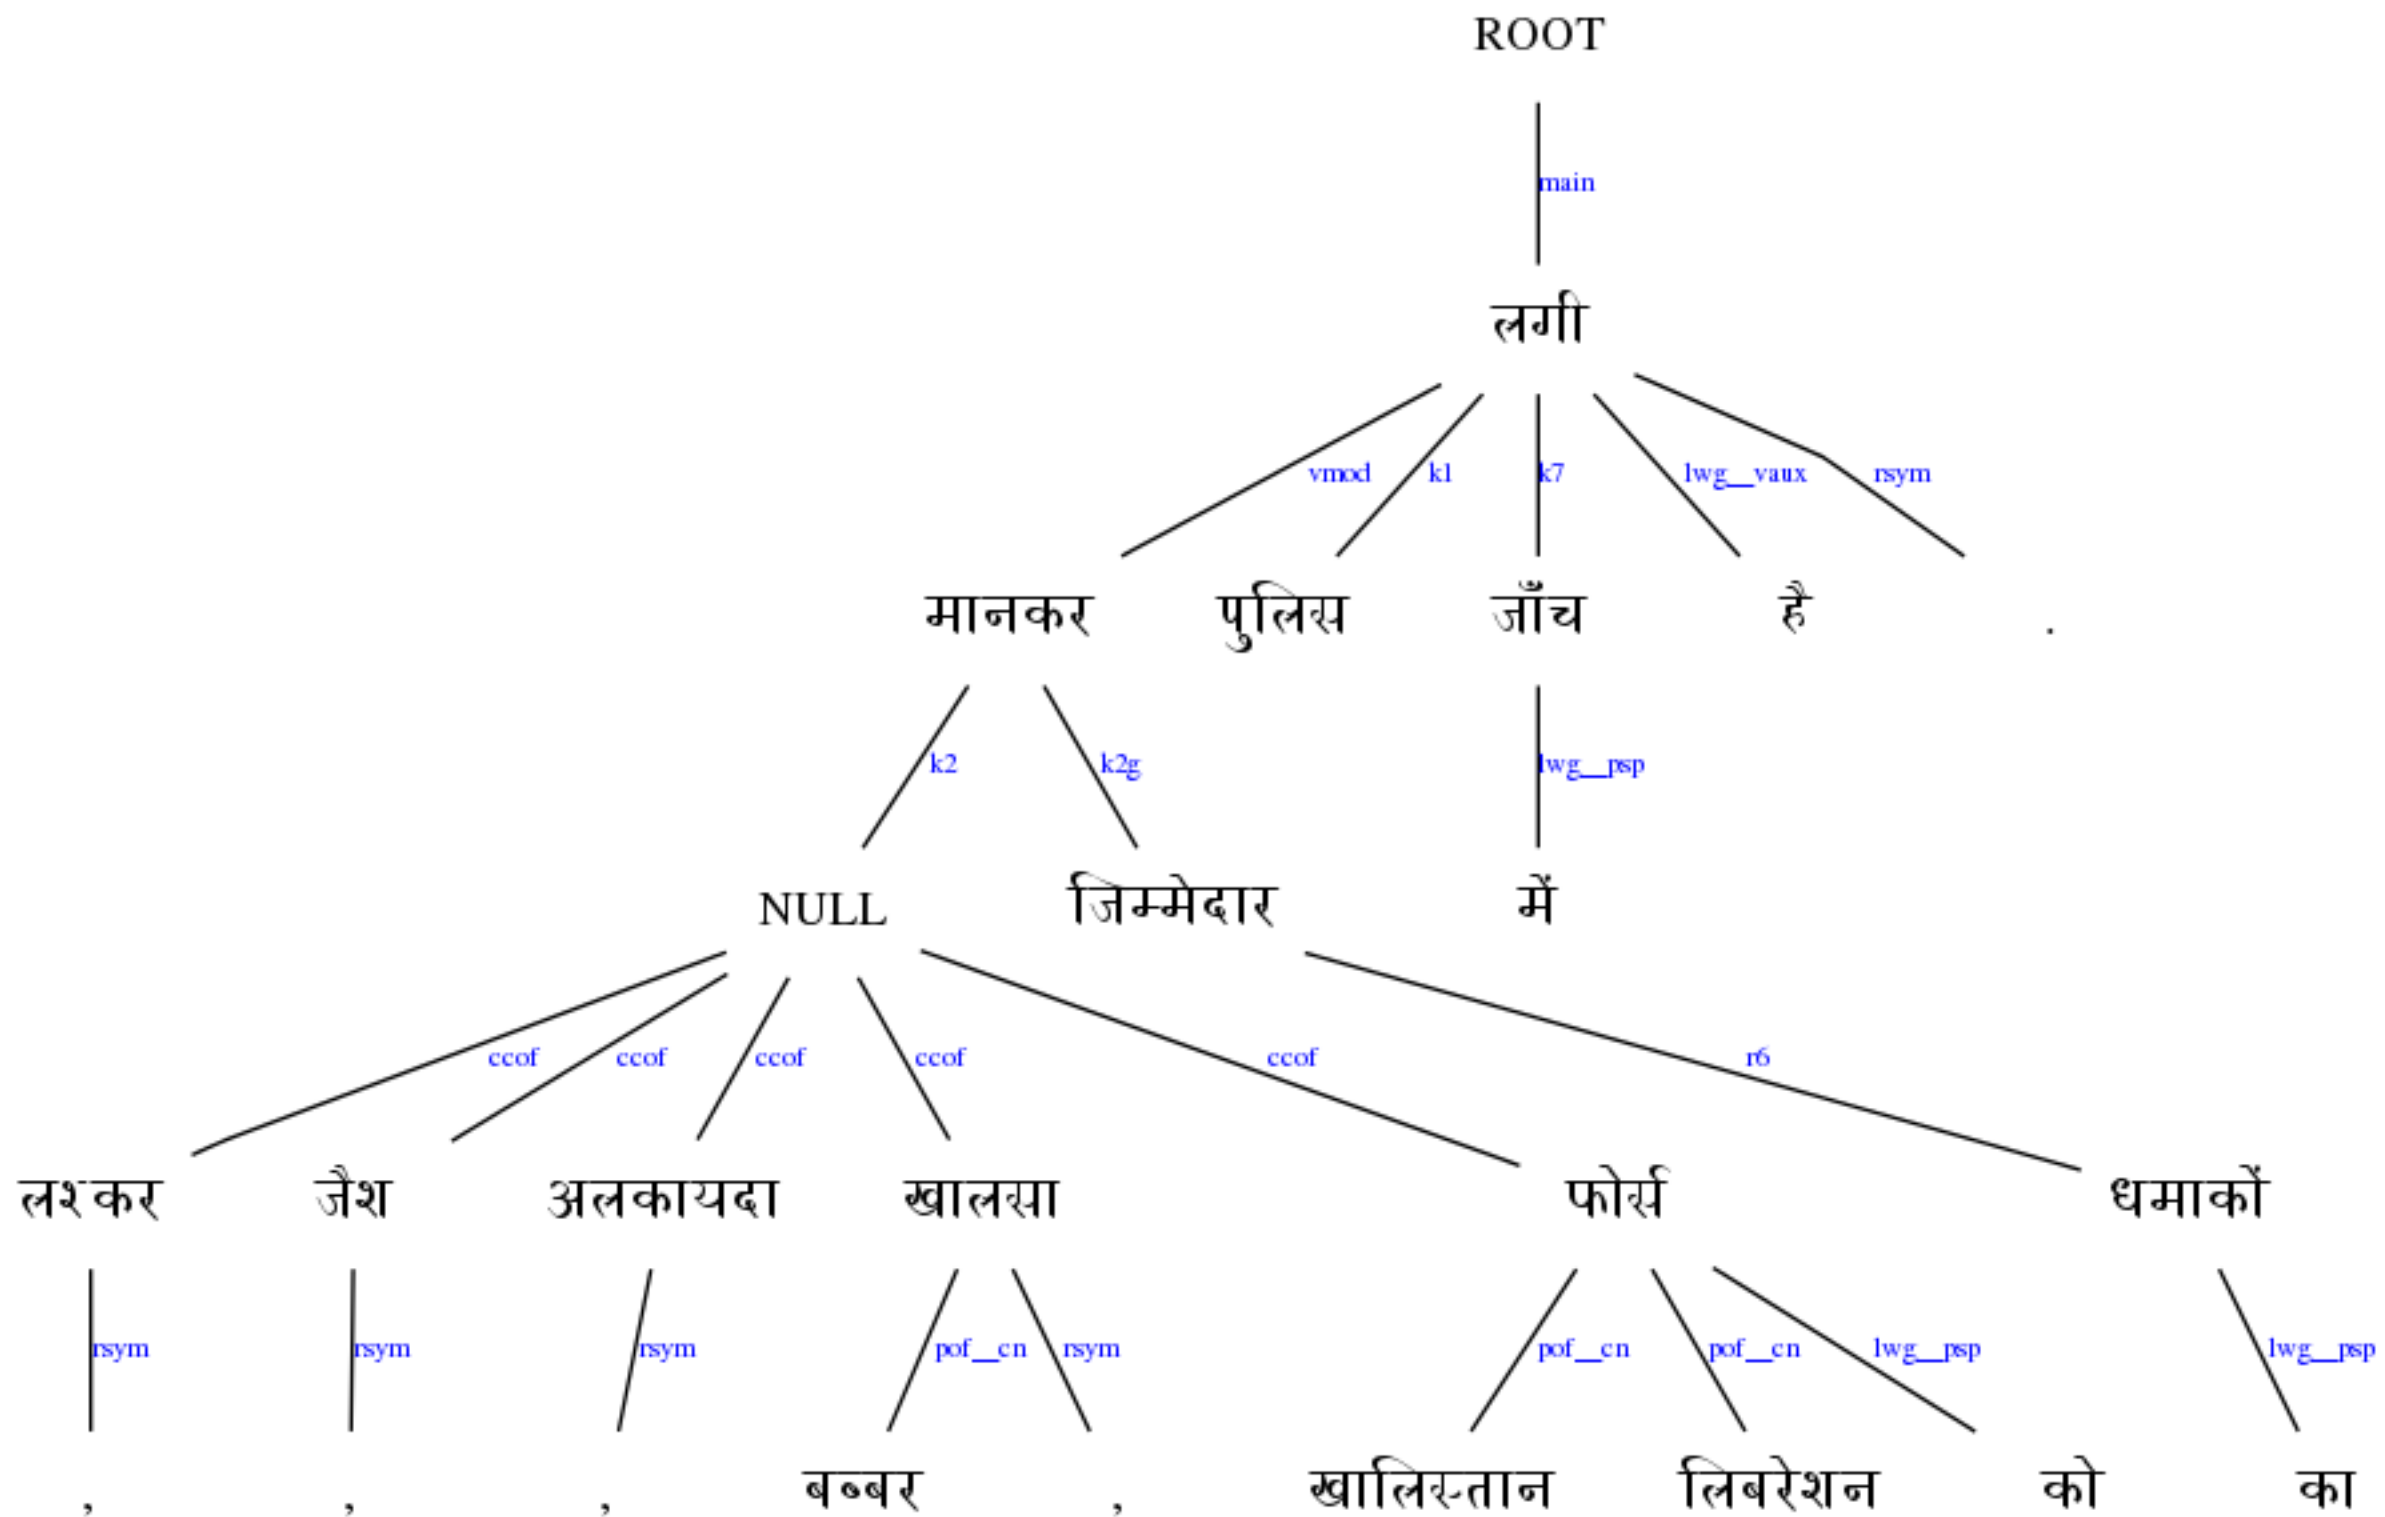 ROOT
main
लगी
vmod k1 k7 lwg__vaux rsym
मानकर पुलिस जाँच है .
k2 k2g lwg__psp
NULL जिम्मेदार में
ccof ccof ccof ccof ccof r6
लश्कर जैश अलकायदा खालसा फोर्स धमाकों
rsym rsym rsym pof__cn rsym pof__cn pof__cn lwg__psp lwg__psp
, , , बब्बर , खालिस्तान लिबरेशन को का